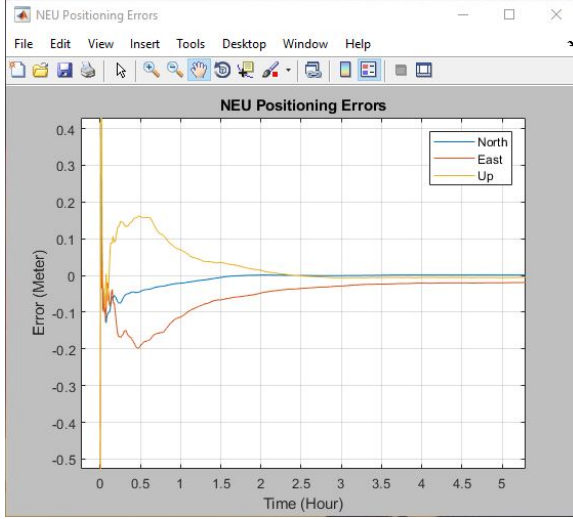 NEU Positioning Errors
File Edit View Insert Tools Desktop Window Help
NEU Positioning Errors
North
East
Up
0.4
0.3
0.2
0.1
0
-0.1
-0.2
-0.3
-0.4
-0.5
Error (Meter)
0 0.5 1 1.5 2 2.5 3 3.5 4 4.5 5
Time (Hour)